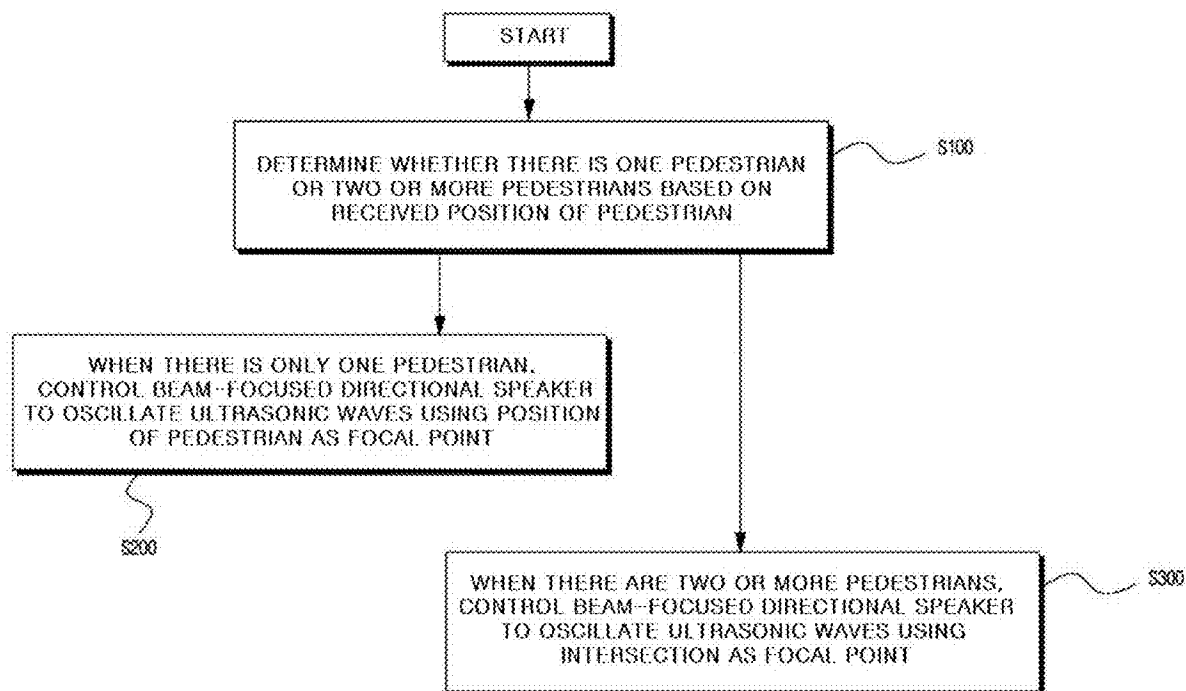 START
DETERMINE WHETHER THERE IS ONE PEDESTRIAN
OR TWO OR MORE PEDESTRIANS BASED ON
RECEIVED POSITION OF PEDESTRIAN
S100
WHEN THERE IS ONLY ONE PEDESTRIAN,
CONTROL BEAM-FOCUSED DIRECTIONAL SPEAKER
TO OSCILLATE ULTRASONIC WAVES USING POSITION
OF PEDESTRIAN AS FOCAL POINT
S200
WHEN THERE ARE TWO OR MORE PEDESTRIANS,
CONTROL BEAM-FOCUSED DIRECTIONAL SPEAKER
TO OSCILLATE ULTRASONIC WAVES USING
INTERSECTION AS FOCAL POINT
S300